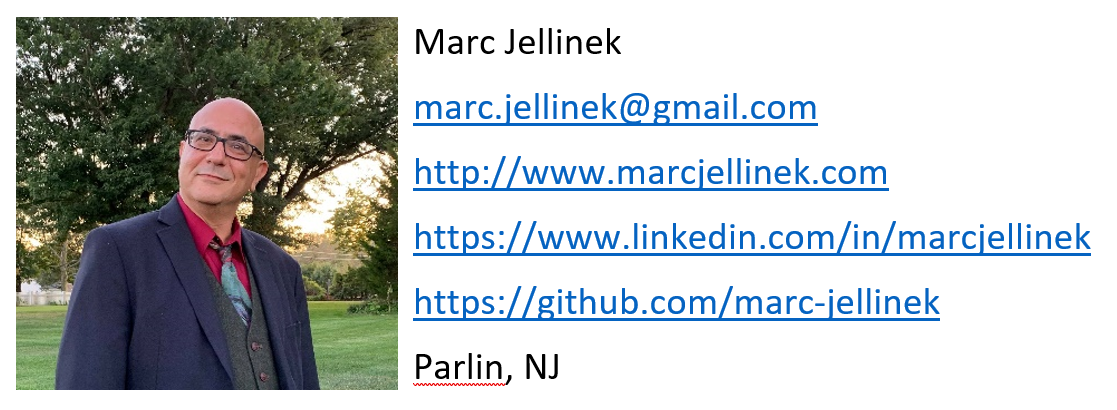 Marc Jellinek
marc.jellinek@gmail.com
http://www.marcjellinek.com
https://www.linkedin.com/in/marcjellinek
https://github.com/marc-jellinek
Parlin, NJ